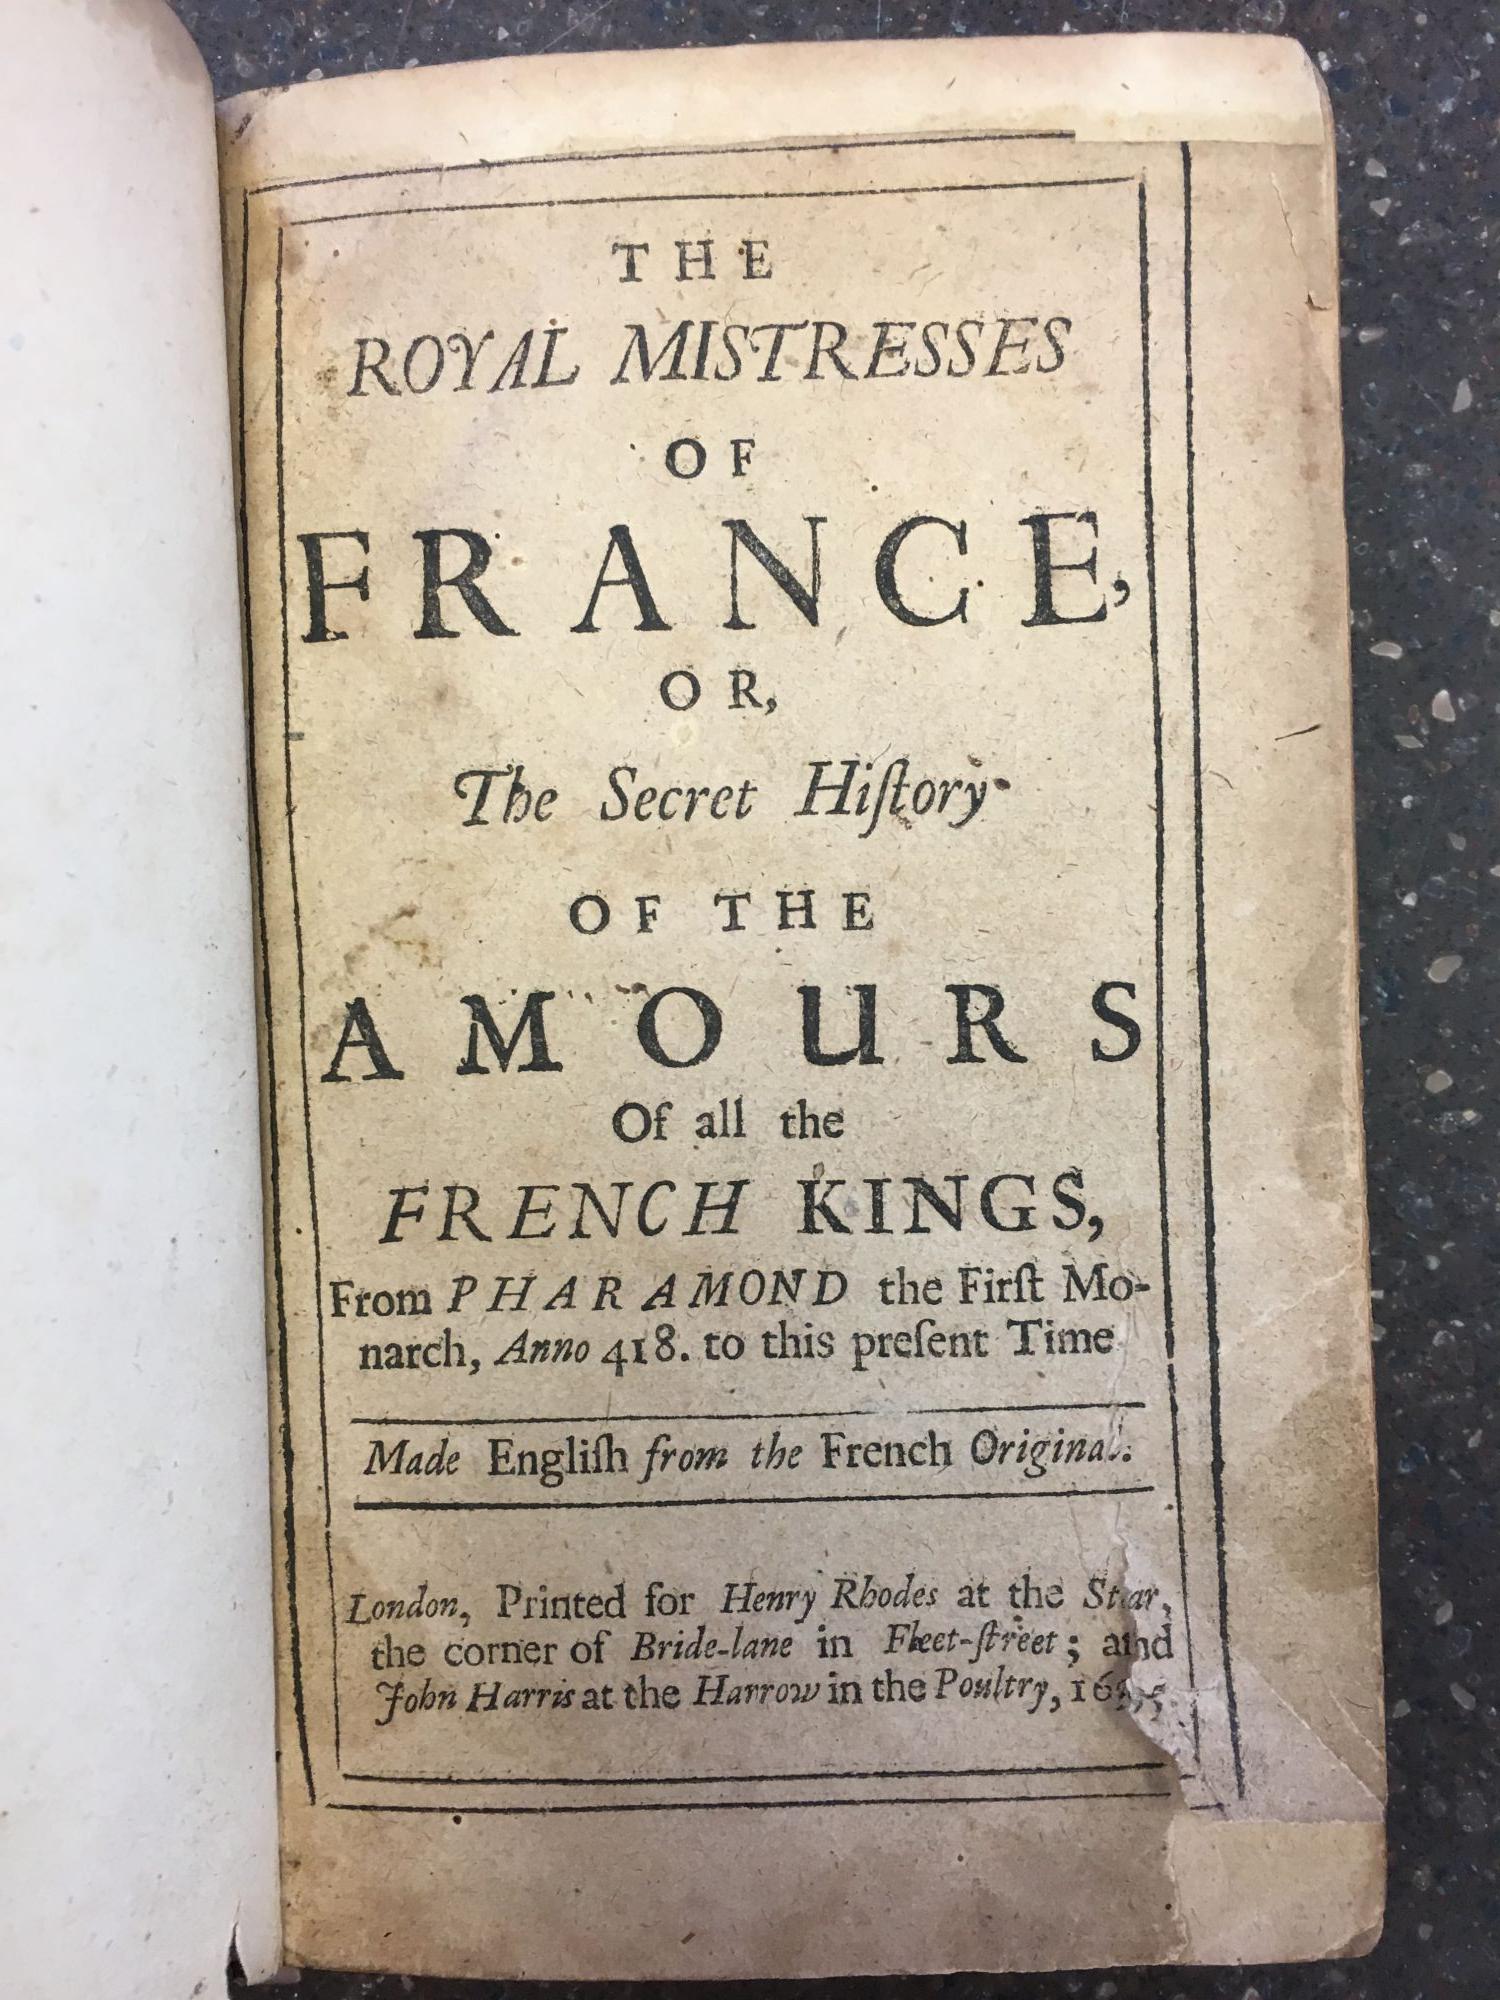 THE
ROYAL MISTRESSES
OF
FRANCE,
OR,
The Secret Hiſtory
OF THE
AMOURS
Of all the
FRENCH KINGS,
From PHARAMOND the Firſt Mo-
narch, Anno 418. to this preſent Time
Made Engliſh from the French Original.
London, Printed for Henry Rhodes at the Star,
the corner of Bride-lane in Fleet-ſtreet; and
John Harris at the Harrow in the Poultry,